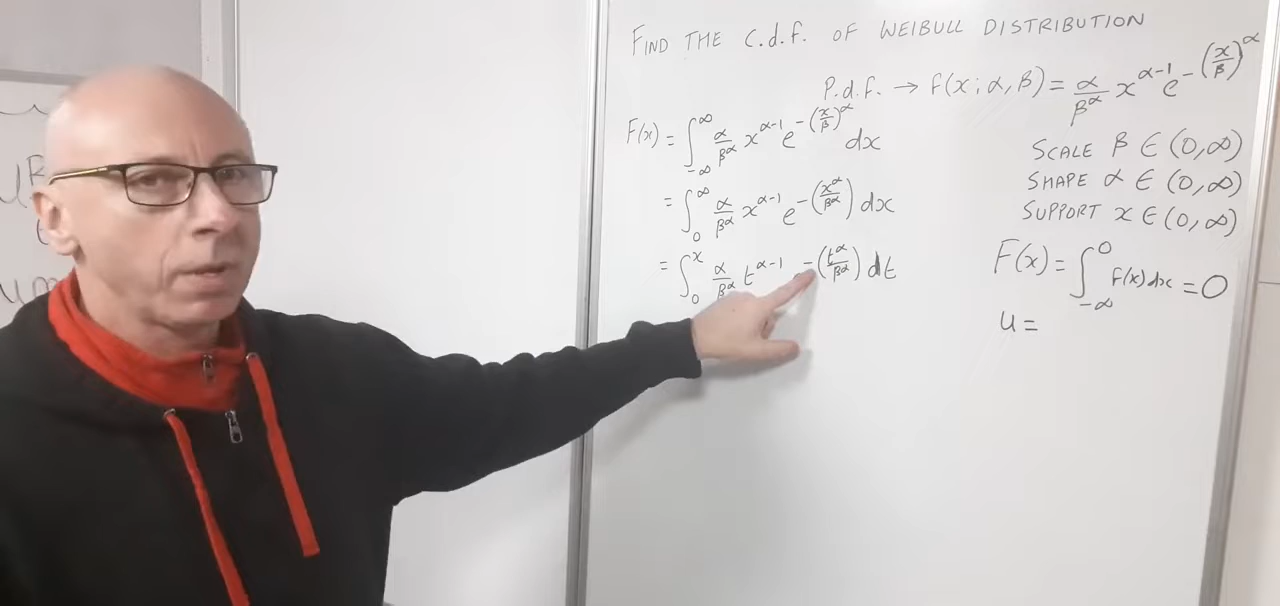 FIND THE C.d.f. OF WEIBULL DISTRIBUTION
P.d.f. → f(x; α, β) = α/β^α x^(α-1) e^(-(x/β)^α)
F(x) = ∫_{-∞}^{∞} α/β^α x^(α-1) e^(-(x/β)^α) dx
= ∫_0^∞ α/β^α x^(α-1) e^(-(x^α/β^α)) dx
= ∫_0^x α/β^α t^(α-1) e^(-(t^α/β^α)) dt
SCALE β ∈ (0,∞)
SHAPE α ∈ (0,∞)
SUPPORT x ∈ (0,∞)
F(x) = ∫_{-∞}^0 f(x) dx = 0
u =